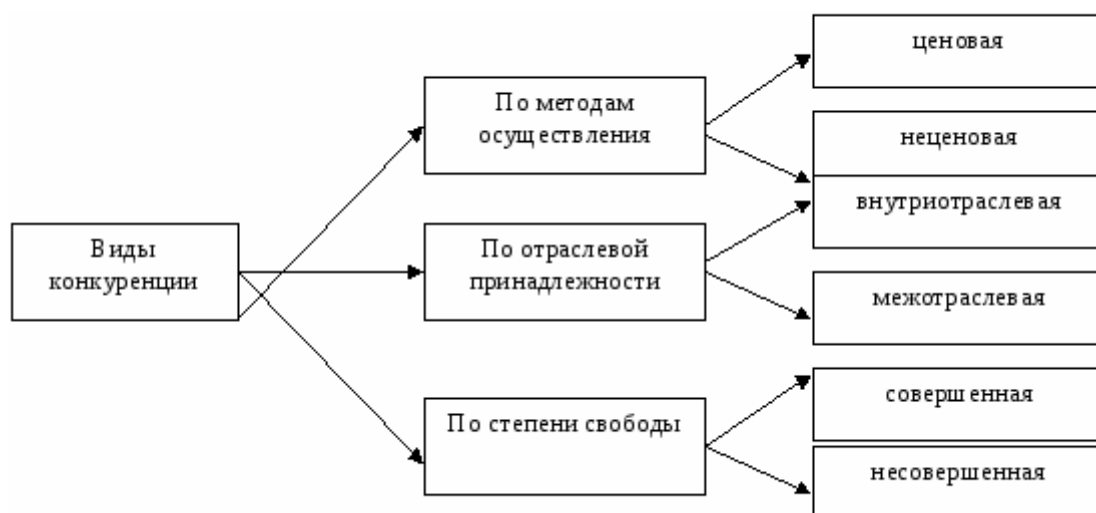 Виды
конкуренции
По методам
осуществления
ценовая
неценовая
По отраслевой
принадлежности
внутриотраслевая
межотраслевая
По степени свободы
совершенная
несовершенная